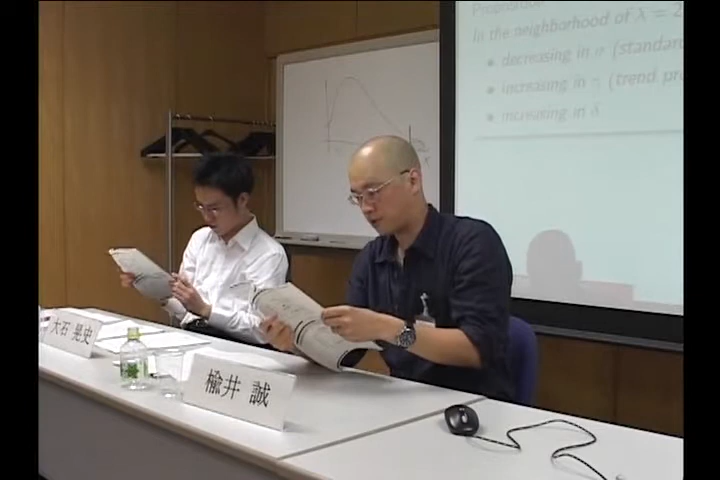 Proposition
In the neighborhood of λ = 2
decreasing in σ (standard
increasing in γ (trend pr
increasing in δ
大石 晃史
楡井 誠